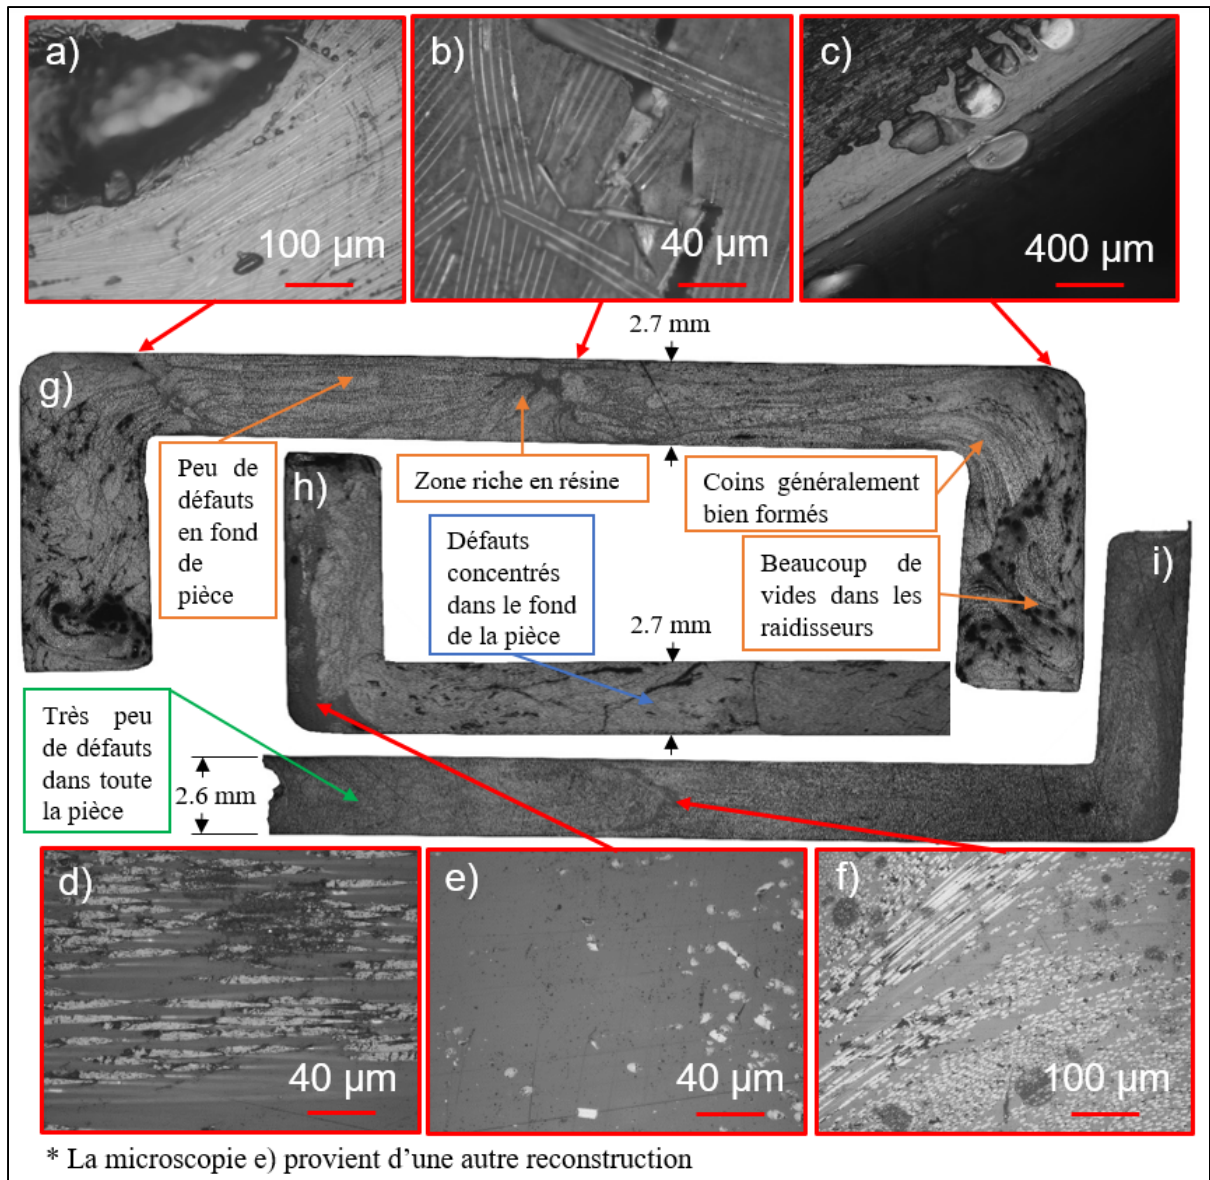 a)
b)
c)
100 µm
40 µm
400 µm
2.7 mm
g)
Peu de
défauts
en fond
de
pièce
h)
Zone riche en résine
Coins généralement
bien formés
Défauts
concentrés
dans le fond
de la pièce
Beaucoup de
vides dans les
raidisseurs
i)
2.7 mm
Très peu
de défauts
dans toute
la pièce
2.6 mm
d)
e)
f)
40 µm
40 µm
100 µm
* La microscopie e) provient d’une autre reconstruction